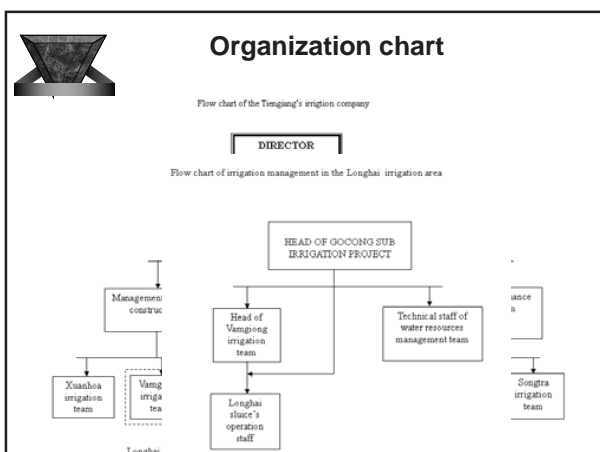 Organization chart
Flow chart of the Tiengiang's irrigtion company
DIRECTOR
Flow chart of irrigation management in the Longhai irrigation area
HEAD OF GOCONG SUB
IRRIGATION PROJECT
Management
construc
Head of
Vamgiong
irrigation
team
Technical staff of
water resources
management team
nance
n
Xuanhoa
irrigation
team
Vamg
irriga
tea
Longhai
sluice's
operation
staff
Songtra
irrigation
team
Longhai